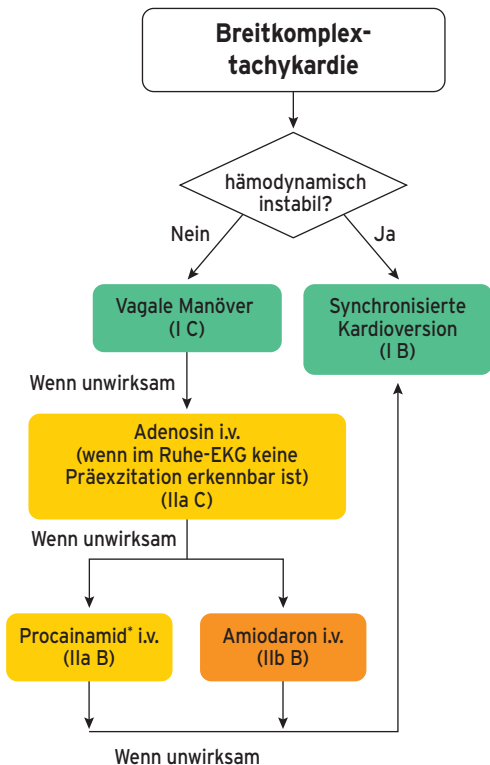 Breitkomplex-
tachykardie
hämodynamisch
instabil?
Nein
Ja
Vagale Manöver
(I C)
Synchronisierte
Kardioversion
(I B)
Wenn unwirksam
Adenosin i.v.
(wenn im Ruhe-EKG keine
Präexzitation erkennbar ist)
(IIa C)
Wenn unwirksam
Procainamid* i.v.
(IIa B)
Amiodaron i.v.
(IIb B)
Wenn unwirksam